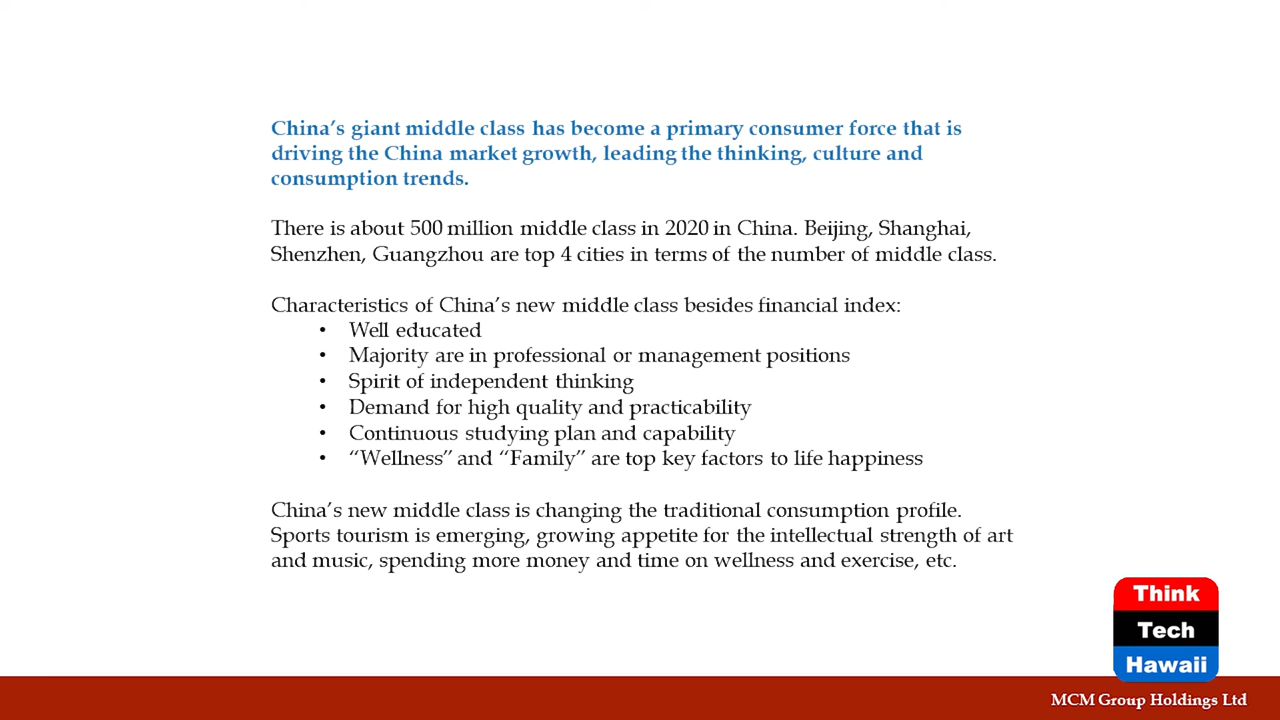 China’s giant middle class has become a primary consumer force that is
driving the China market growth, leading the thinking, culture and
consumption trends.
There is about 500 million middle class in 2020 in China. Beijing, Shanghai,
Shenzhen, Guangzhou are top 4 cities in terms of the number of middle class.
Characteristics of China’s new middle class besides financial index:
• Well educated
• Majority are in professional or management positions
• Spirit of independent thinking
• Demand for high quality and practicability
• Continuous studying plan and capability
• “Wellness” and “Family” are top key factors to life happiness
China’s new middle class is changing the traditional consumption profile.
Sports tourism is emerging, growing appetite for the intellectual strength of art
and music, spending more money and time on wellness and exercise, etc.
Think
Tech
Hawaii
MCM Group Holdings Ltd